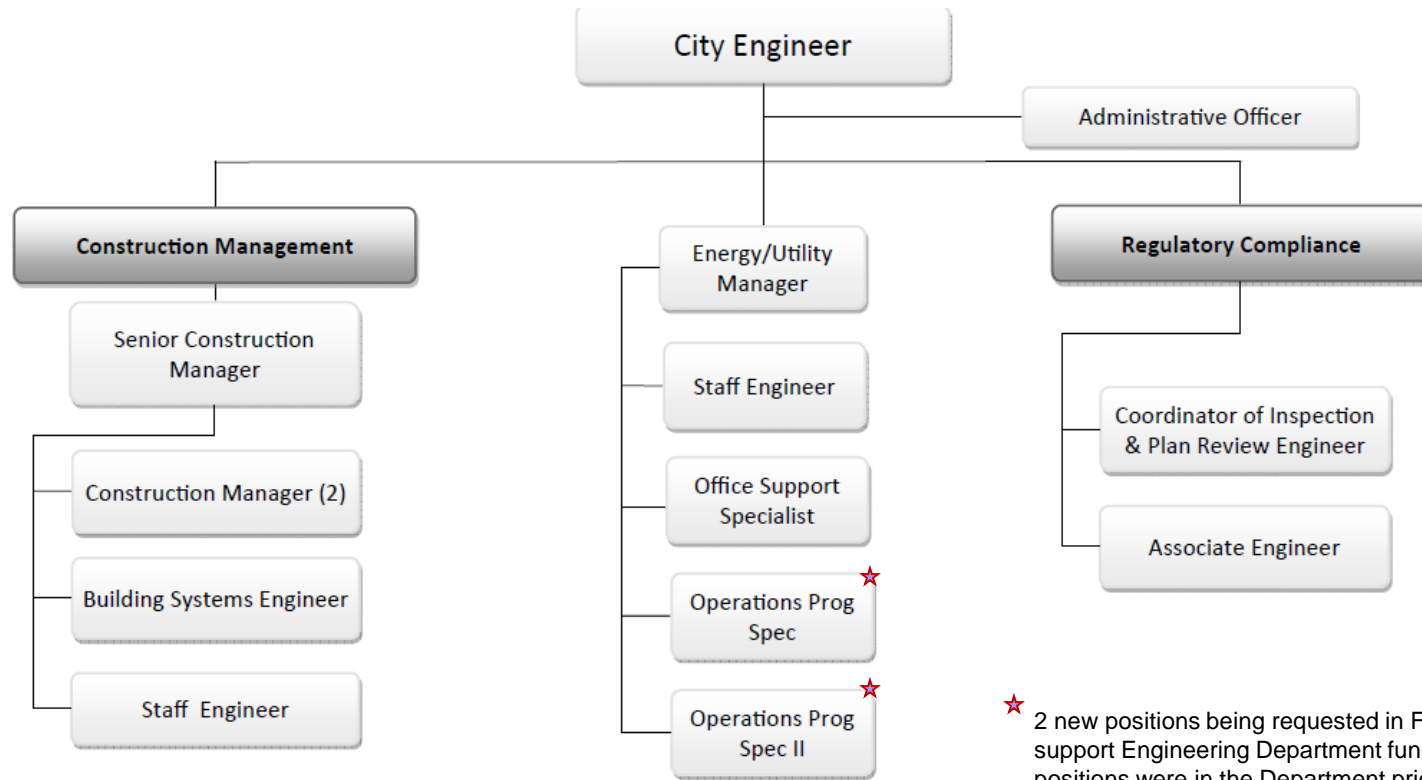 City Engineer
Administrative Officer
Construction Management
Senior Construction
Manager
Construction Manager (2)
Building Systems Engineer
Staff Engineer
Energy/Utility
Manager
Staff Engineer
Office Support
Specialist
Operations Prog
Spec
Operations Prog
Spec II
Regulatory Compliance
Coordinator of Inspection
& Plan Review Engineer
Associate Engineer
2 new positions being requested in
support Engineering Department
positions were in the Department